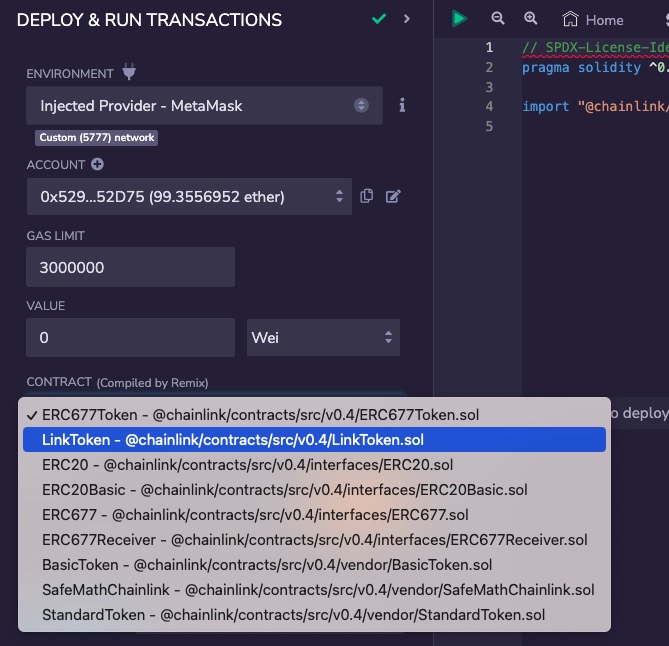 DEPLOY & RUN TRANSACTIONS
Home
ENVIRONMENT
Injected Provider - MetaMask
Custom (5777) network
ACCOUNT
0x529...52D75 (99.3556952 ether)
GAS LIMIT
3000000
VALUE
0
Wei
CONTRACT (Compiled by Remix)
ERC677Token - @chainlink/contracts/src/v0.4/ERC677Token.sol
LinkToken - @chainlink/contracts/src/v0.4/LinkToken.sol
ERC20 - @chainlink/contracts/src/v0.4/interfaces/ERC20.sol
ERC20Basic - @chainlink/contracts/src/v0.4/interfaces/ERC20Basic.sol
ERC677 - @chainlink/contracts/src/v0.4/interfaces/ERC677.sol
ERC677Receiver - @chainlink/contracts/src/v0.4/interfaces/ERC677Receiver.sol
BasicToken - @chainlink/contracts/src/v0.4/vendor/BasicToken.sol
SafeMathChainlink - @chainlink/contracts/src/v0.4/vendor/SafeMathChainlink.sol
StandardToken - @chainlink/contracts/src/v0.4/vendor/StandardToken.sol
1 // SPDX-License-Ide
2 pragma solidity ^0.
3
4 import "@chainlink/
5
o deploy